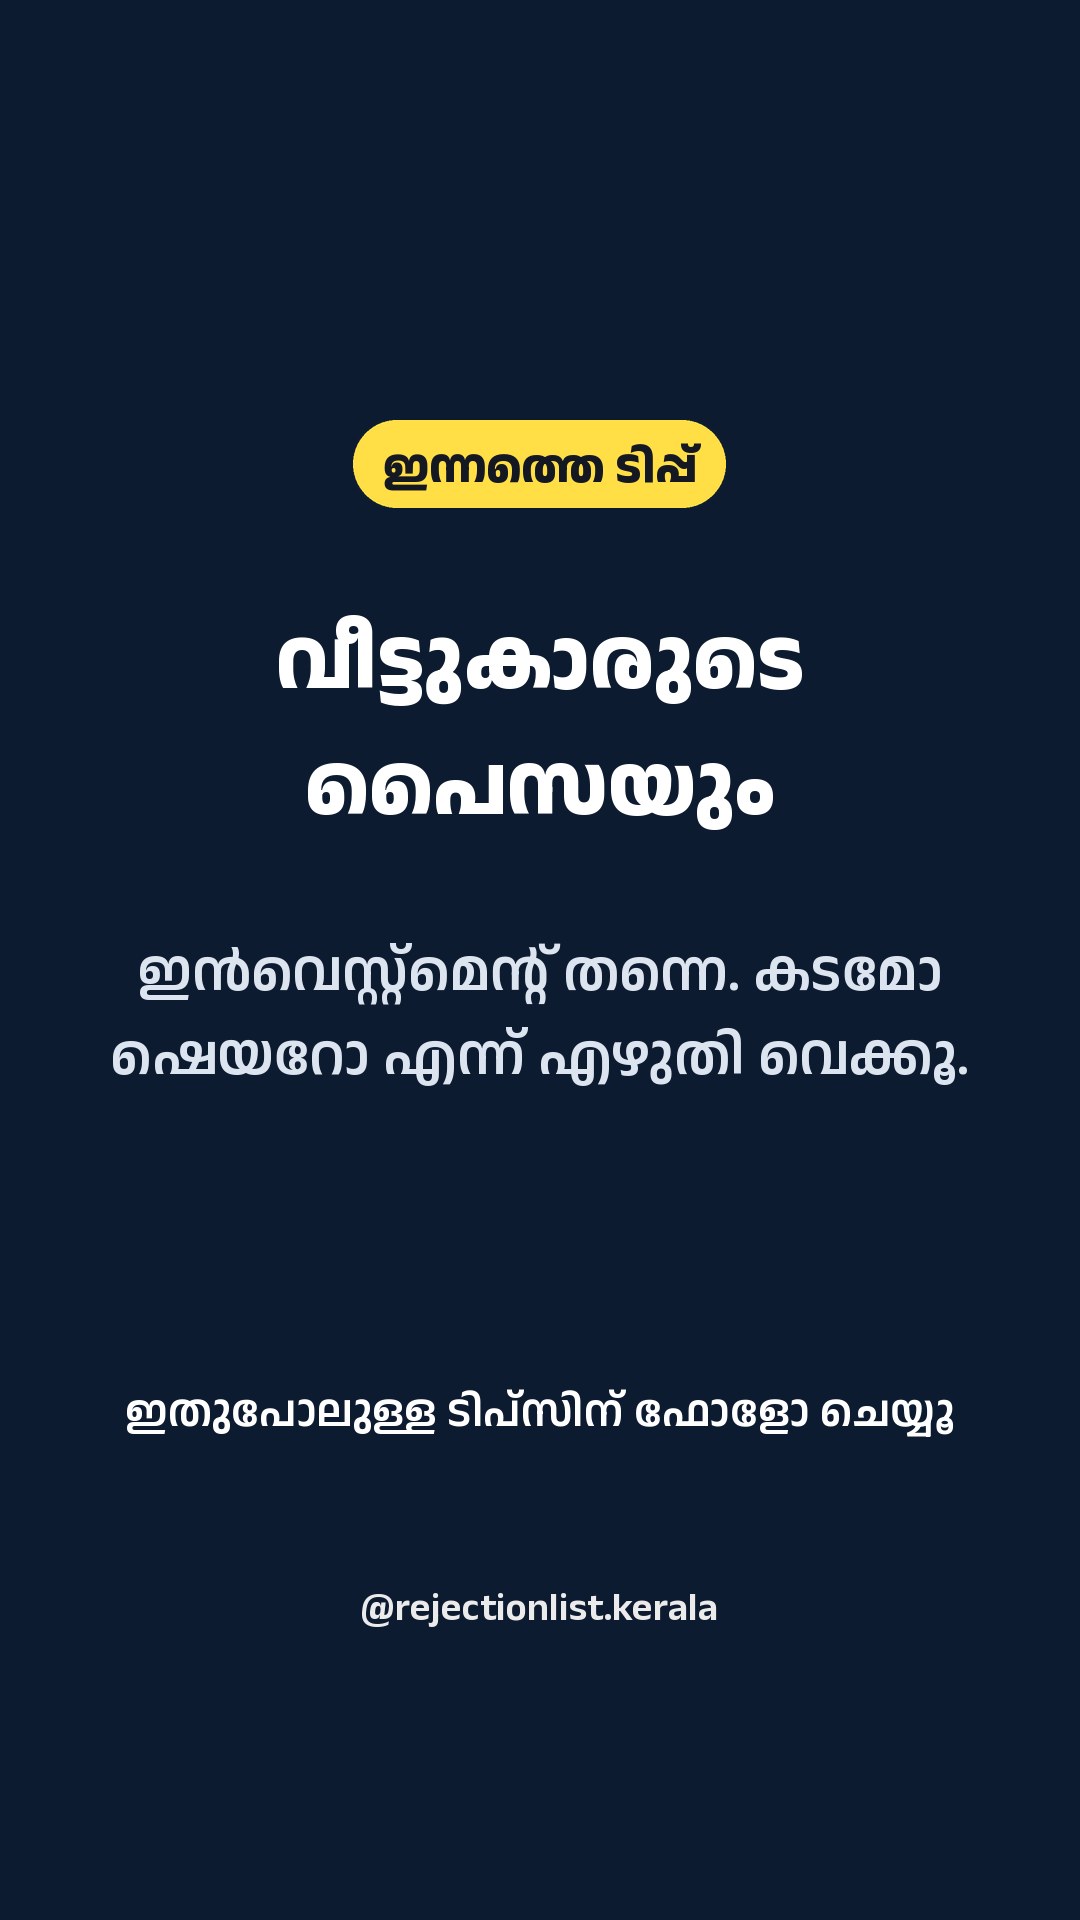 ഇന്നത്തെ ടിപ്പ്
വീട്ടുകാരുടെ
പൈസയും
ഇൻവെസ്റ്റ്മെന്റ് തന്നെ. കടമോ
ഷെയറോ എന്ന് എഴുതി വെക്കൂ.
ഇതുപോലുള്ള ടിപ്സിന് ഫോളോ ചെയ്യൂ
@rejectionlist.kerala